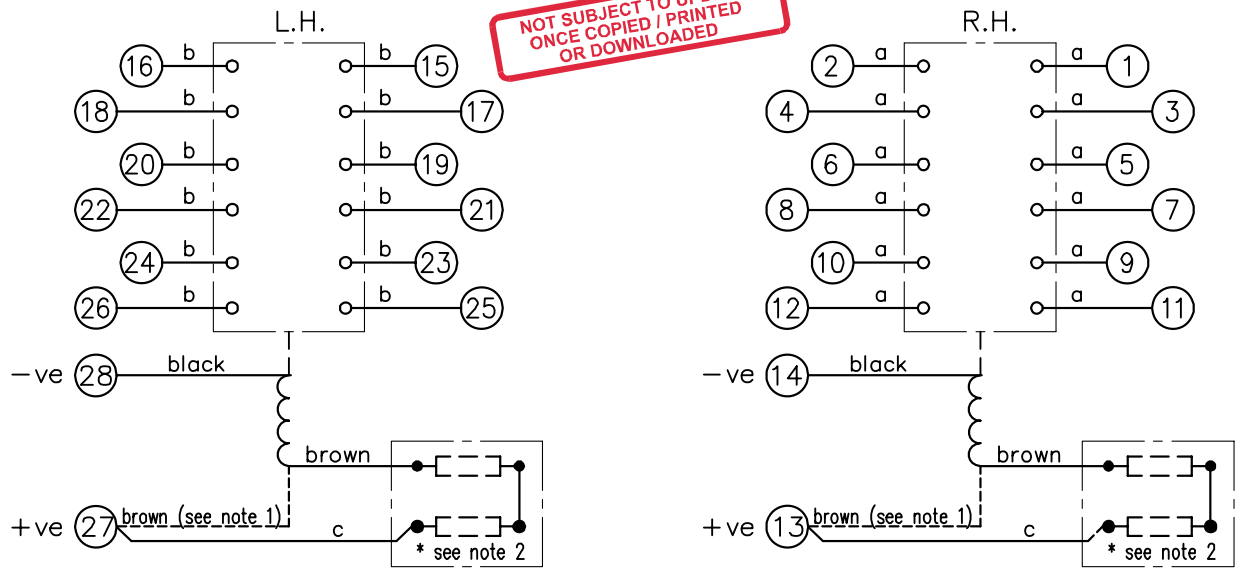 L.H.
NOT SUBJECT TO
ONCE COPIED / PRINTED
OR DOWNLOADED
R.H.
16 b b 15
2 a a 1
18 b b 17
4 a a 3
20 b b 19
6 a a 5
22 b b 21
8 a a 7
24 b b 23
10 a a 9
26 b b 25
12 a a 11
-ve 28 black
-ve 14 black
brown
brown
+ve 27 brown (see note 1)
c
* see note 2
+ve 13 brown (see note 1)
c
* see note 2